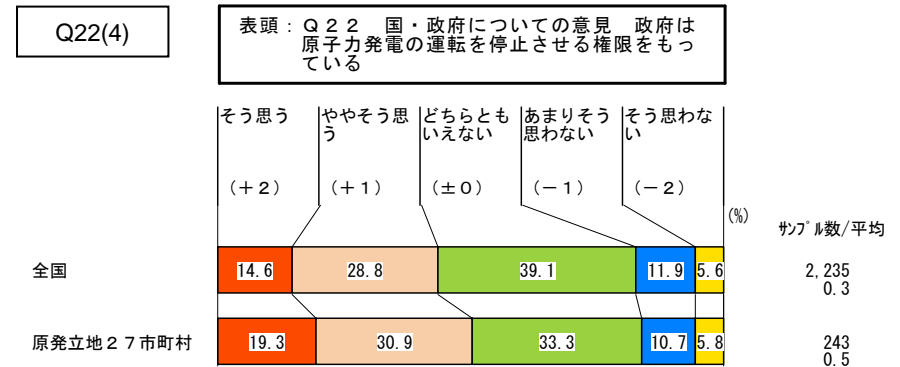 Q22(4)
表頭：Ｑ２２　国・政府についての意見　政府は
原子力発電の運転を停止させる権限をもっ
ている
そう思う
ややそう思
う
どちらとも
いえない
あまりそう
思わない
そう思わな
い
（＋２）
（＋１）
（±０）
（－１）
（－２）
(%)
ｻﾝﾌﾟﾙ数/平均
全国
14.6 28.8 39.1 11.9 5.6
2,235
0.3
原発立地２７市町村
19.3 30.9 33.3 10.7 5.8
243
0.5